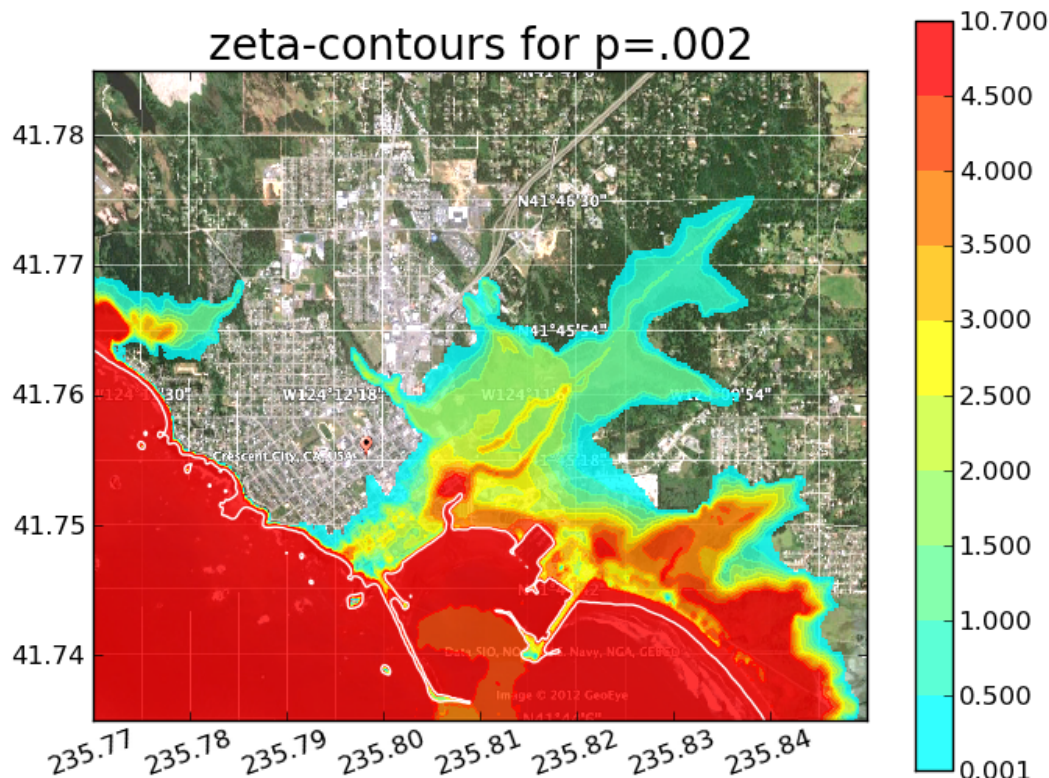 zeta-contours for p=.002
10.700
4.500
4.000
3.500
3.000
2.500
2.000
1.500
1.000
0.500
0.001
41.78
41.77
41.76
41.75
41.74
N41°46'30"
N41°45'54"
W124°12'18"
Crescent City, CA, USA
Image © 2012 GeoEye
235.77 235.78 235.79 235.80 235.81 235.82 235.83 235.84